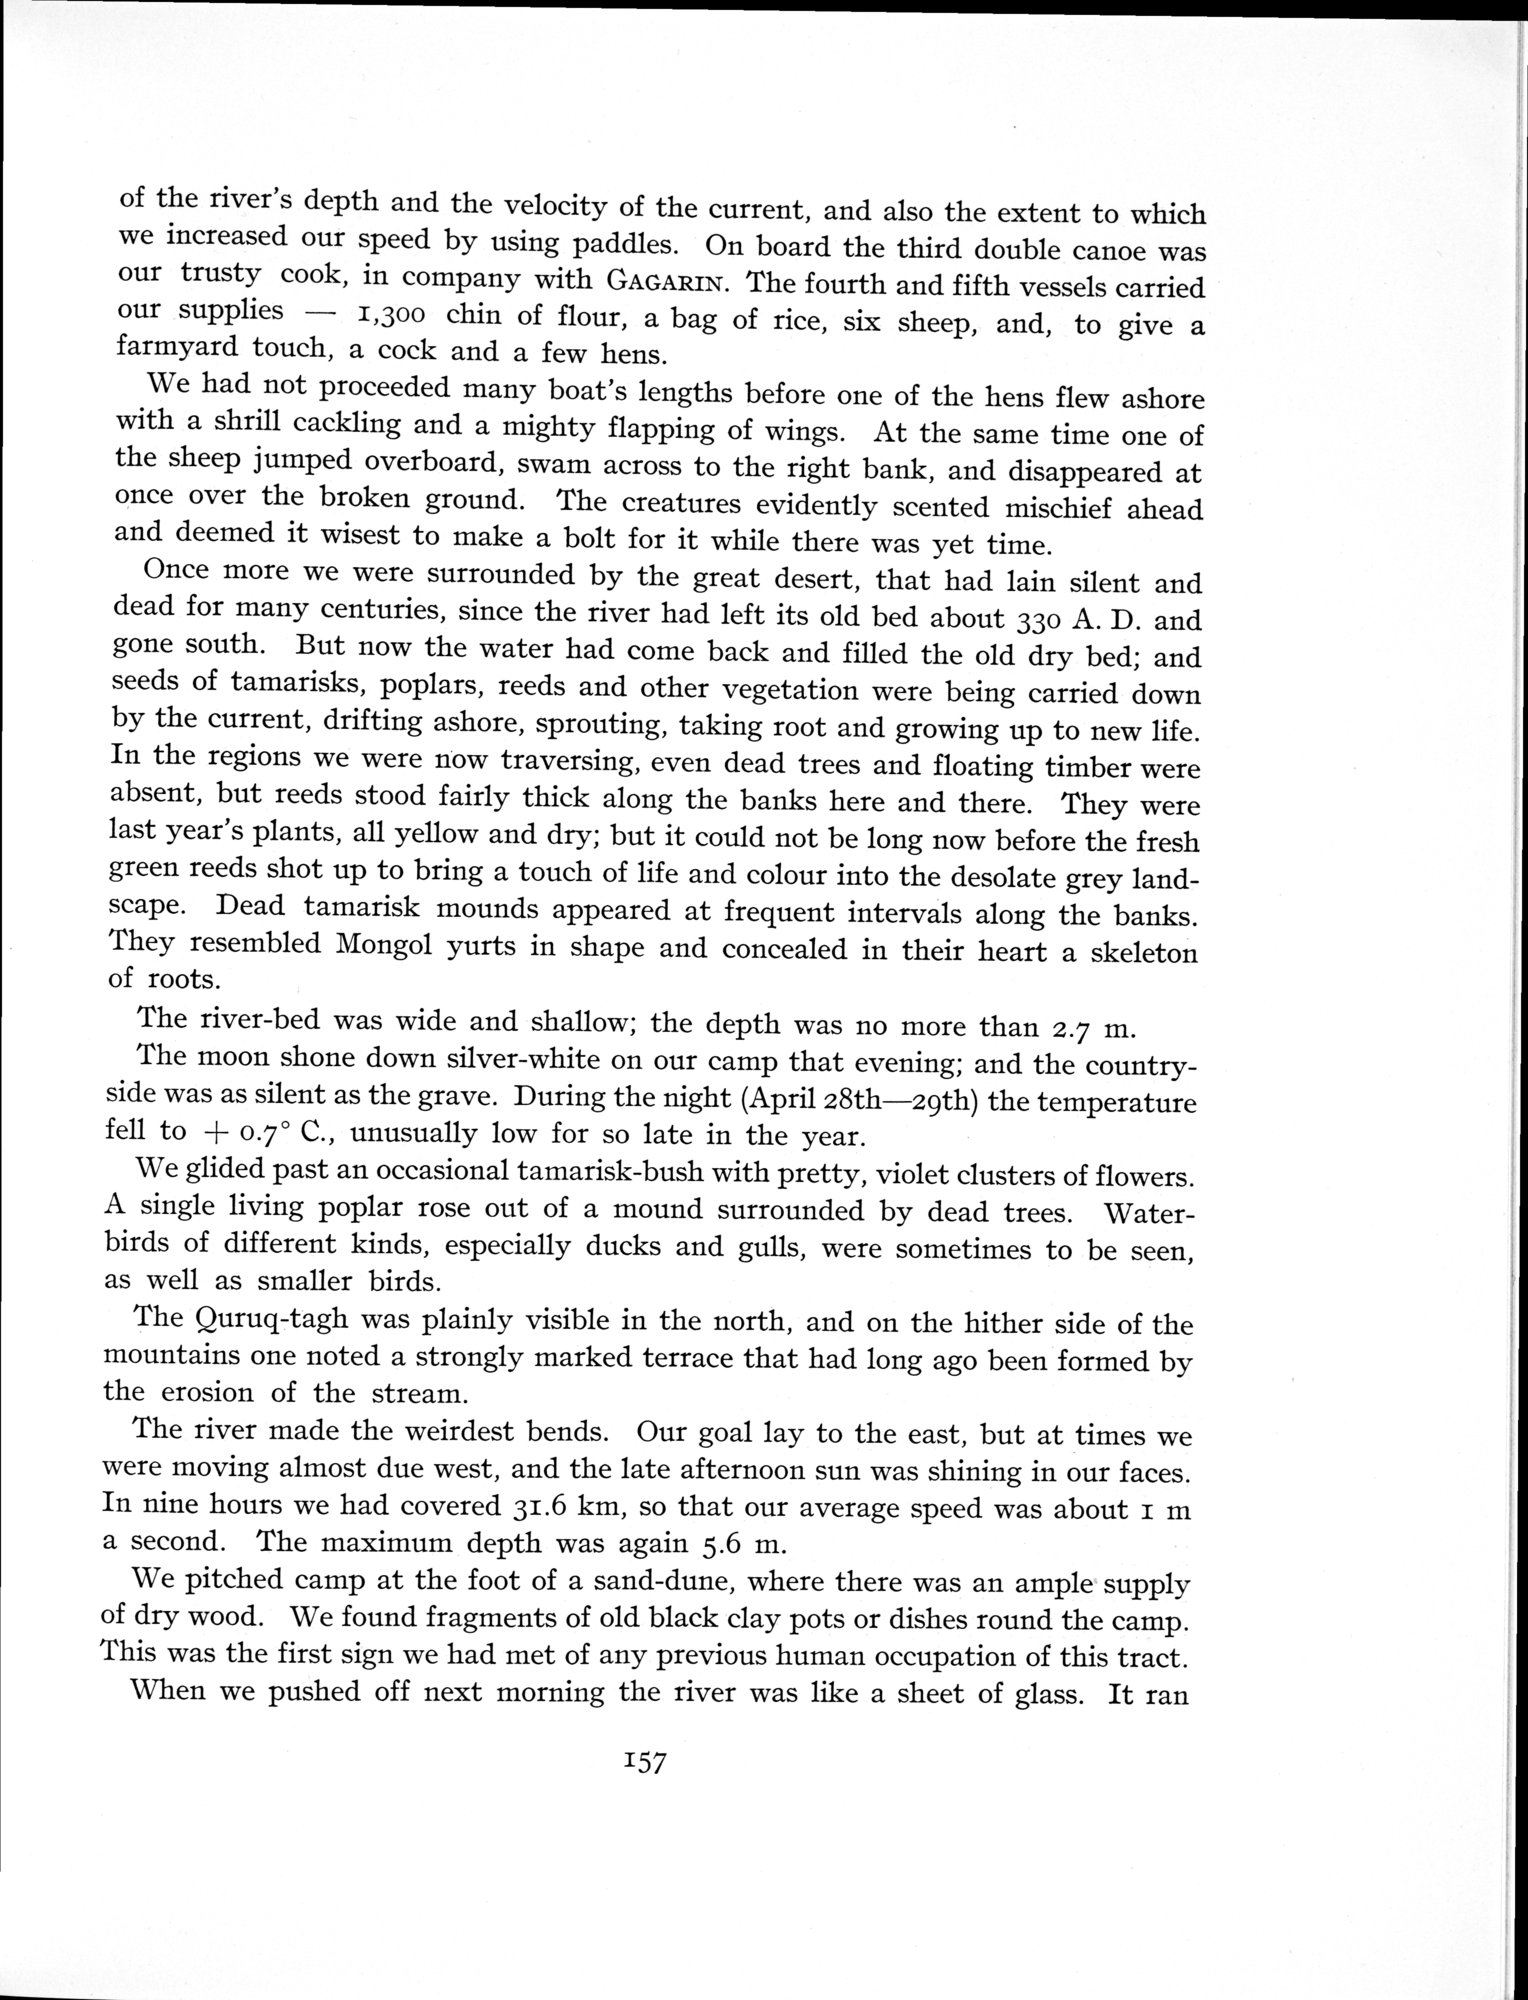 of the river's depth and the velocity of the current, and also the extent to which
we increased our speed by using paddles. On board the third double canoe was
our trusty cook, in company with GAGARIN. The fourth and fifth vessels carried
our supplies — 1,300 chin of flour, a bag of rice, six sheep, and, to give a
farmyard touch, a cock and a few hens.
We had not proceeded many boat's lengths before one of the hens flew ashore
with a shrill cackling and a mighty flapping of wings. At the same time one of
the sheep jumped overboard, swam across to the right bank, and disappeared at
once over the broken ground. The creatures evidently scented mischief ahead
and deemed it wisest to make a bolt for it while there was yet time.
Once more we were surrounded by the great desert, that had lain silent and
dead for many centuries, since the river had left its old bed about 330 A. D. and
gone south. But now the water had come back and filled the old dry bed; and
seeds of tamarisks, poplars, reeds and other vegetation were being carried down
by the current, drifting ashore, sprouting, taking root and growing up to new life.
In the regions we were now traversing, even dead trees and floating timber were
absent, but reeds stood fairly thick along the banks here and there. They were
last year's plants, all yellow and dry; but it could not be long now before the fresh
green reeds shot up to bring a touch of life and colour into the desolate grey land-
scape. Dead tamarisk mounds appeared at frequent intervals along the banks.
They resembled Mongol yurts in shape and concealed in their heart a skeleton
of roots.
The river-bed was wide and shallow; the depth was no more than 2.7 m.
The moon shone down silver-white on our camp that evening; and the country-
side was as silent as the grave. During the night (April 28th—29th) the temperature
fell to + 0.7° C., unusually low for so late in the year.
We glided past an occasional tamarisk-bush with pretty, violet clusters of flowers.
A single living poplar rose out of a mound surrounded by dead trees. Water-
birds of different kinds, especially ducks and gulls, were sometimes to be seen,
as well as smaller birds.
The Quruq-tagh was plainly visible in the north, and on the hither side of the
mountains one noted a strongly marked terrace that had long ago been formed by
the erosion of the stream.
The river made the weirdest bends. Our goal lay to the east, but at times we
were moving almost due west, and the late afternoon sun was shining in our faces.
In nine hours we had covered 31.6 km, so that our average speed was about 1 m
a second. The maximum depth was again 5.6 m.
We pitched camp at the foot of a sand-dune, where there was an ample supply
of dry wood. We found fragments of old black clay pots or dishes round the camp.
This was the first sign we had met of any previous human occupation of this tract.
When we pushed off next morning the river was like a sheet of glass. It ran
157